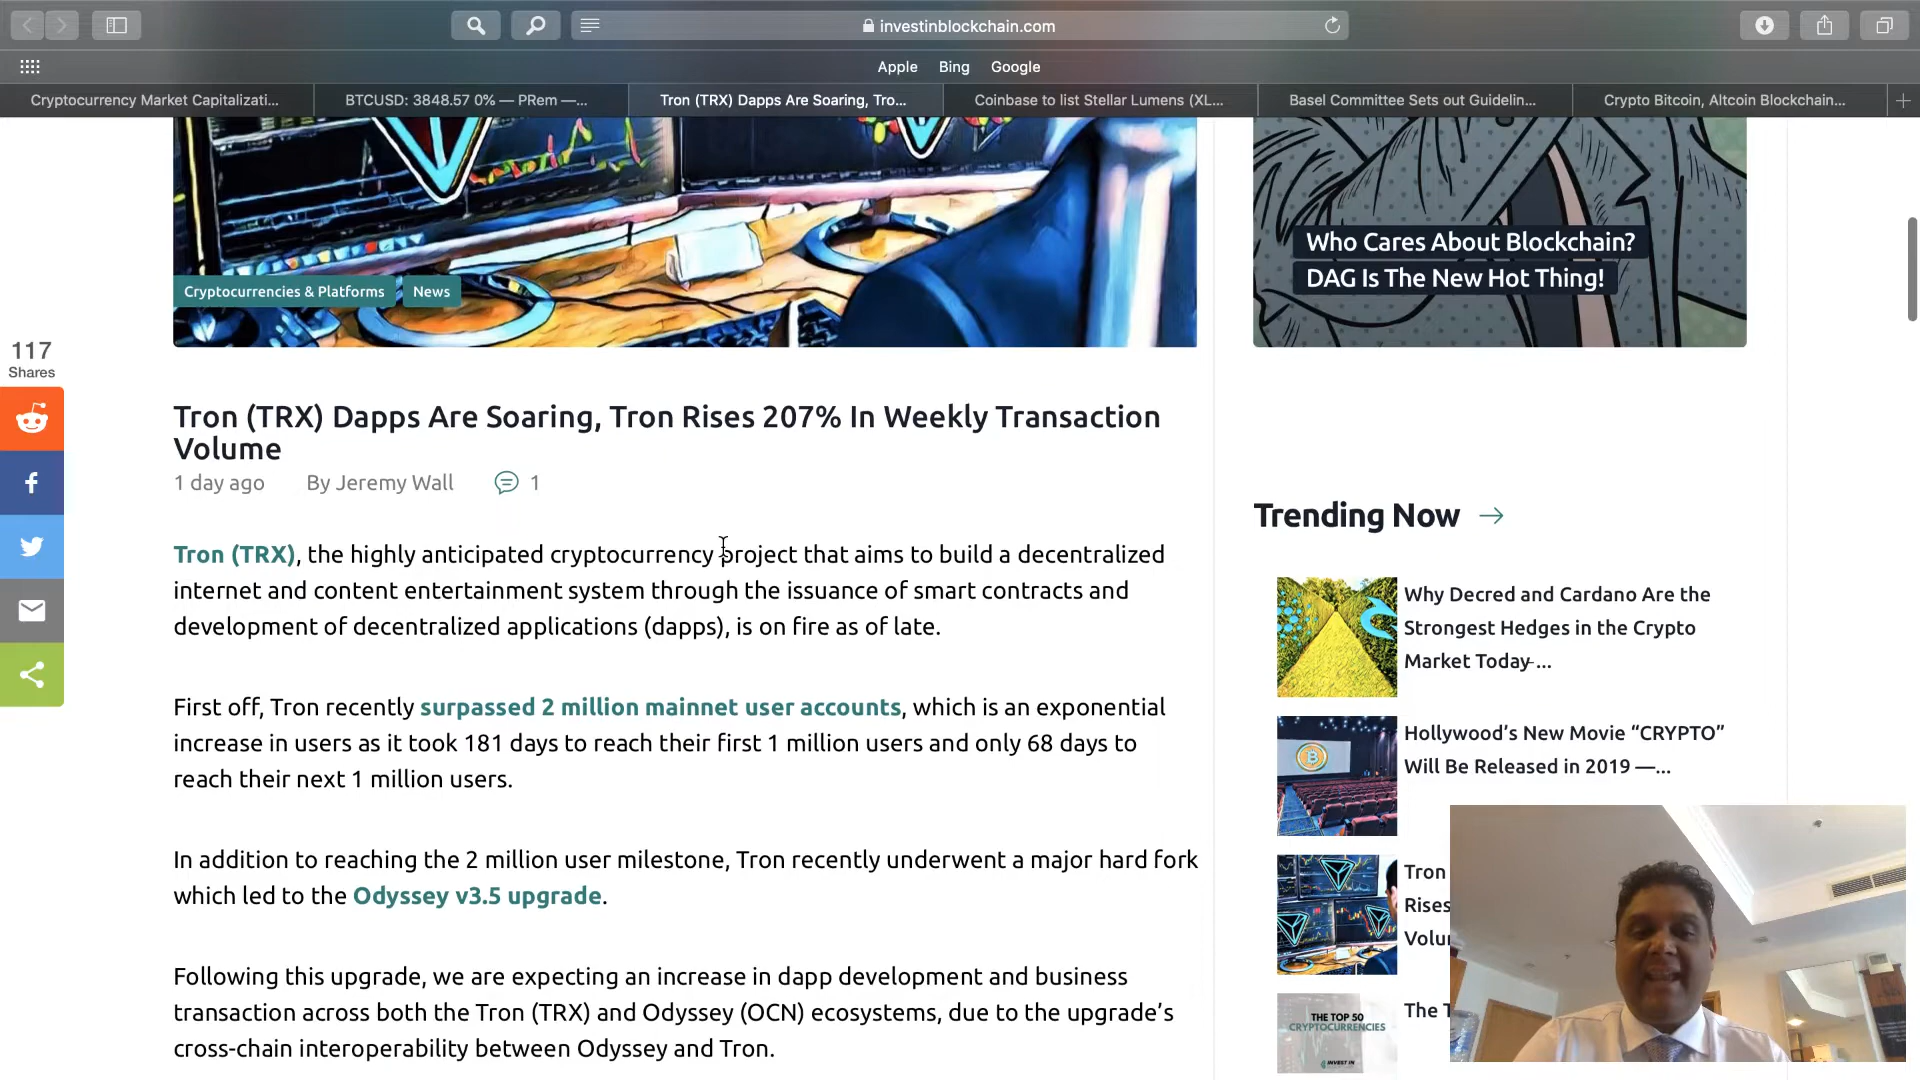 investinblockchain.com
Apple Bing Google
Cryptocurrency Market Capitalizati...
BTCUSD: 3848.57 0% — PRem —...
Tron (TRX) Dapps Are Soaring, Tro...
Coinbase to list Stellar Lumens (XL...
Basel Committee Sets out Guidelin...
Crypto Bitcoin, Altcoin Blockchain...
Cryptocurrencies & Platforms
News
Who Cares About Blockchain?
DAG Is The New Hot Thing!
117
Shares
Tron (TRX) Dapps Are Soaring, Tron Rises 207% In Weekly Transaction
Volume
1 day ago By Jeremy Wall 1
Tron (TRX), the highly anticipated cryptocurrency project that aims to build a decentralized
internet and content entertainment system through the issuance of smart contracts and
development of decentralized applications (dapps), is on fire as of late.
First off, Tron recently surpassed 2 million mainnet user accounts, which is an exponential
increase in users as it took 181 days to reach their first 1 million users and only 68 days to
reach their next 1 million users.
In addition to reaching the 2 million user milestone, Tron recently underwent a major hard fork
which led to the Odyssey v3.5 upgrade.
Following this upgrade, we are expecting an increase in dapp development and business
transaction across both the Tron (TRX) and Odyssey (OCN) ecosystems, due to the upgrade's
cross-chain interoperability between Odyssey and Tron.
Trending Now
Why Decred and Cardano Are the
Strongest Hedges in the Crypto
Market Today ...
Hollywood's New Movie “CRYPTO”
Will Be Released in 2019 —...
Tron
Rises
Volu
THE TOP 50
CRYPTOCURRENCIES
INVEST IN
The T